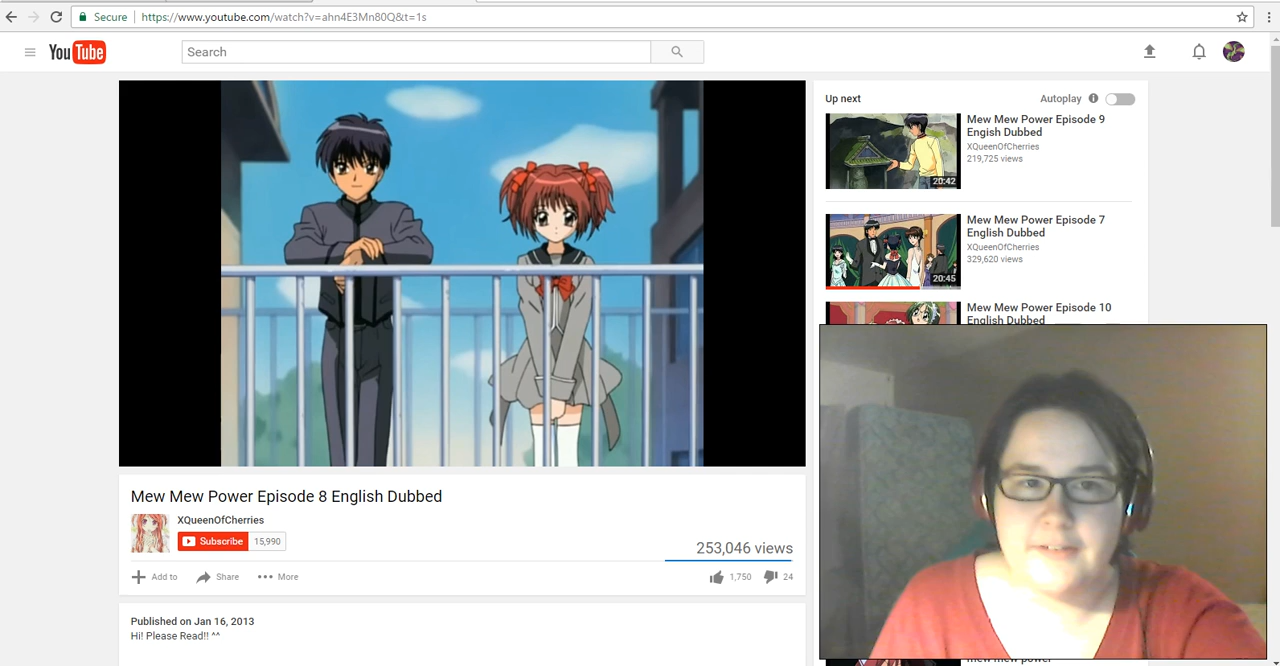 Secure https://www.youtube.com/watch?v=ahn4E3Mn80Q&t=1s
YouTube
Search
Up next
Autoplay
Mew Mew Power Episode 9
Engish Dubbed
XQueenOfCherries
219,725 views
20:42
Mew Mew Power Episode 7
English Dubbed
XQueenOfCherries
329,620 views
20:45
Mew Mew Power Episode 10
English Dubbed
Mew Mew Power Episode 8 English Dubbed
XQueenOfCherries
Subscribe 15,990
253,046 views
Add to Share More
1,750 24
Published on Jan 16, 2013
Hi! Please Read!! ^^
mew mew power